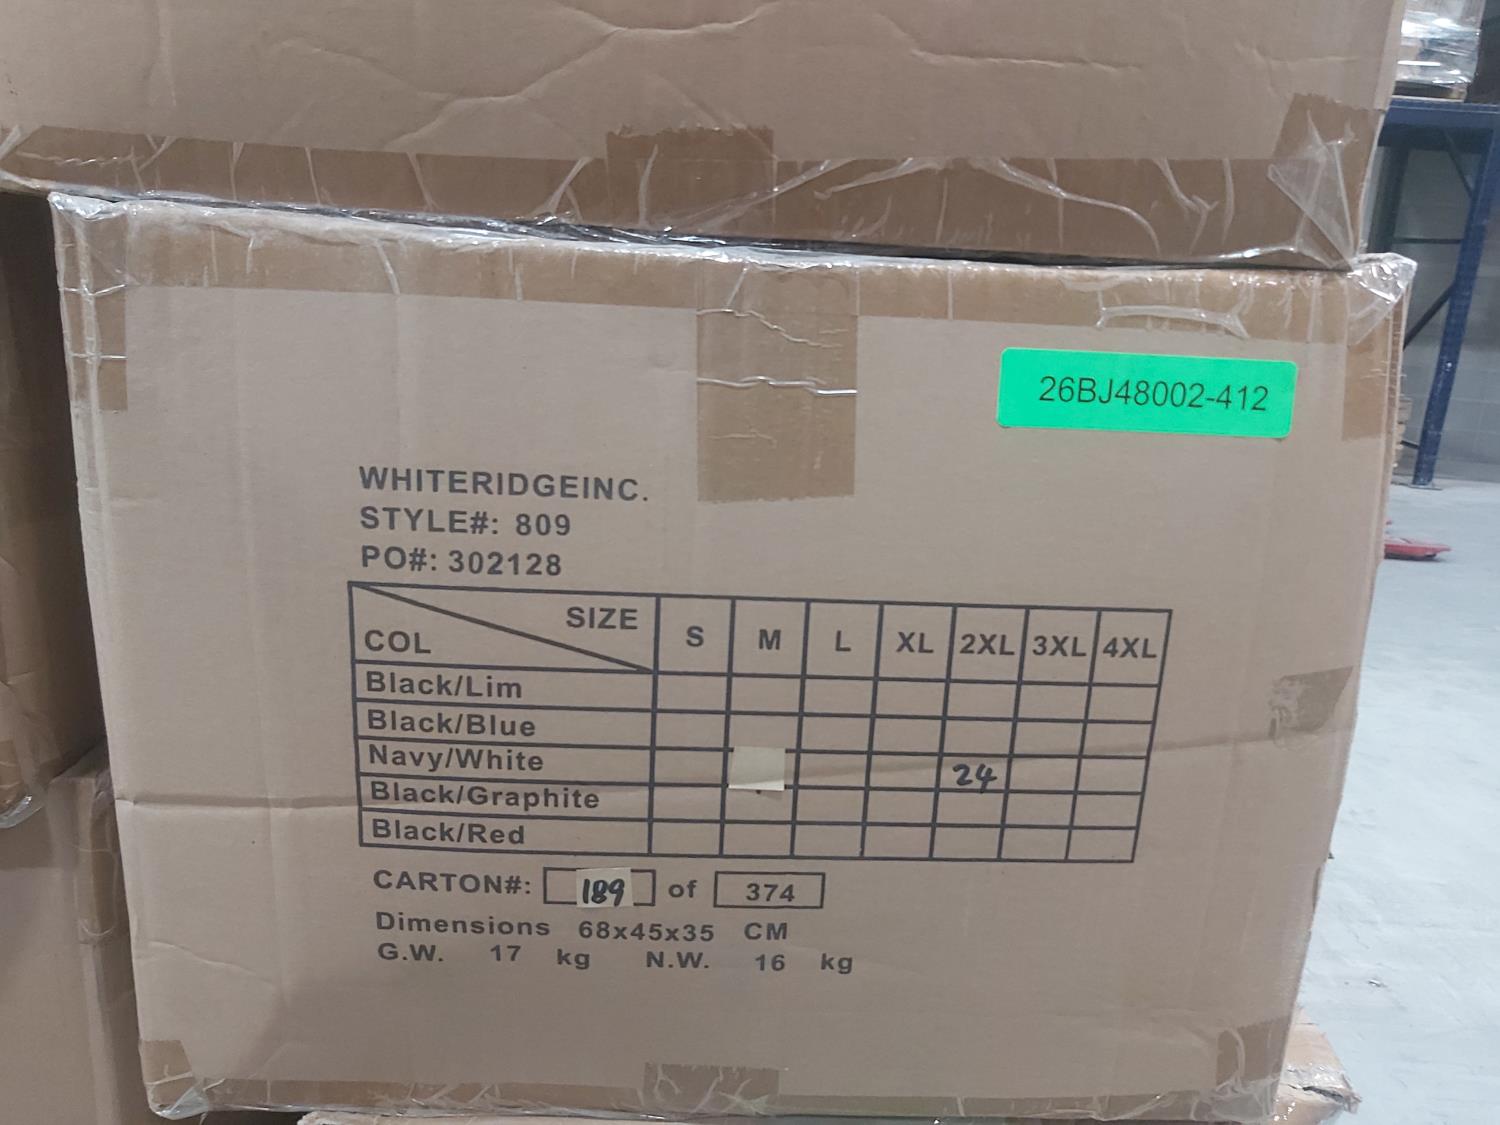 26BJ48002-412
WHITERIDGEINC.
STYLE#: 809
PO#: 302128
SIZE
COL
S M L XL 2XL 3XL 4XL
Black/Lim
Black/Blue
Navy/White 24
Black/Graphite
Black/Red
CARTON#: 189 of 374
Dimensions 68x45x35 CM
G.W. 17 kg N.W. 16 kg